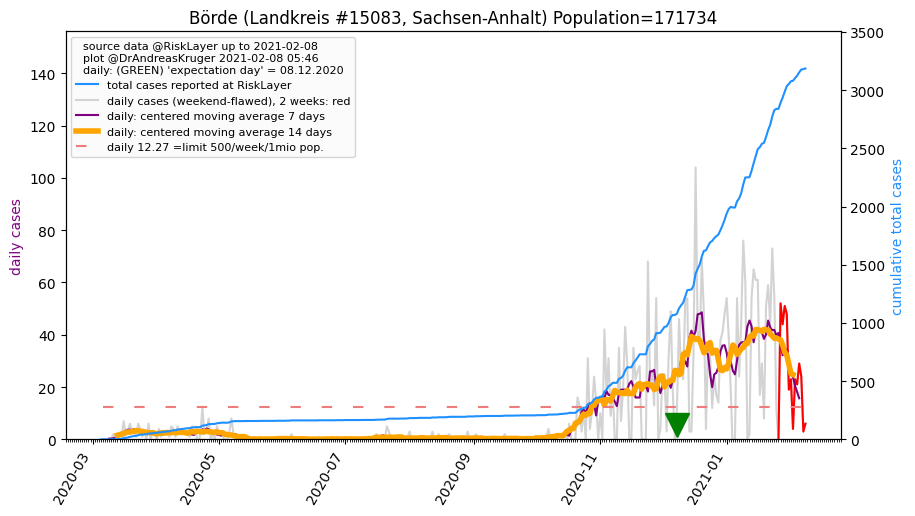 Börde (Landkreis #15083, Sachsen-Anhalt) Population=171734
source data @RiskLayer up to 2021-02-08
plot @DrAndreasKruger 2021-02-08 05:46
daily: (GREEN) 'expectation day' = 08.12.2020
total cases reported at RiskLayer
daily cases (weekend-flawed), 2 weeks: red
daily: centered moving average 7 days
daily: centered moving average 14 days
daily 12.27 =limit 500/week/1mio pop.
daily cases
140
120
100
80
60
40
20
0
cumulative total cases
3500
3000
2500
2000
1500
1000
500
0
2020-03
2020-05
2020-07
2020-09
2020-11
2021-01